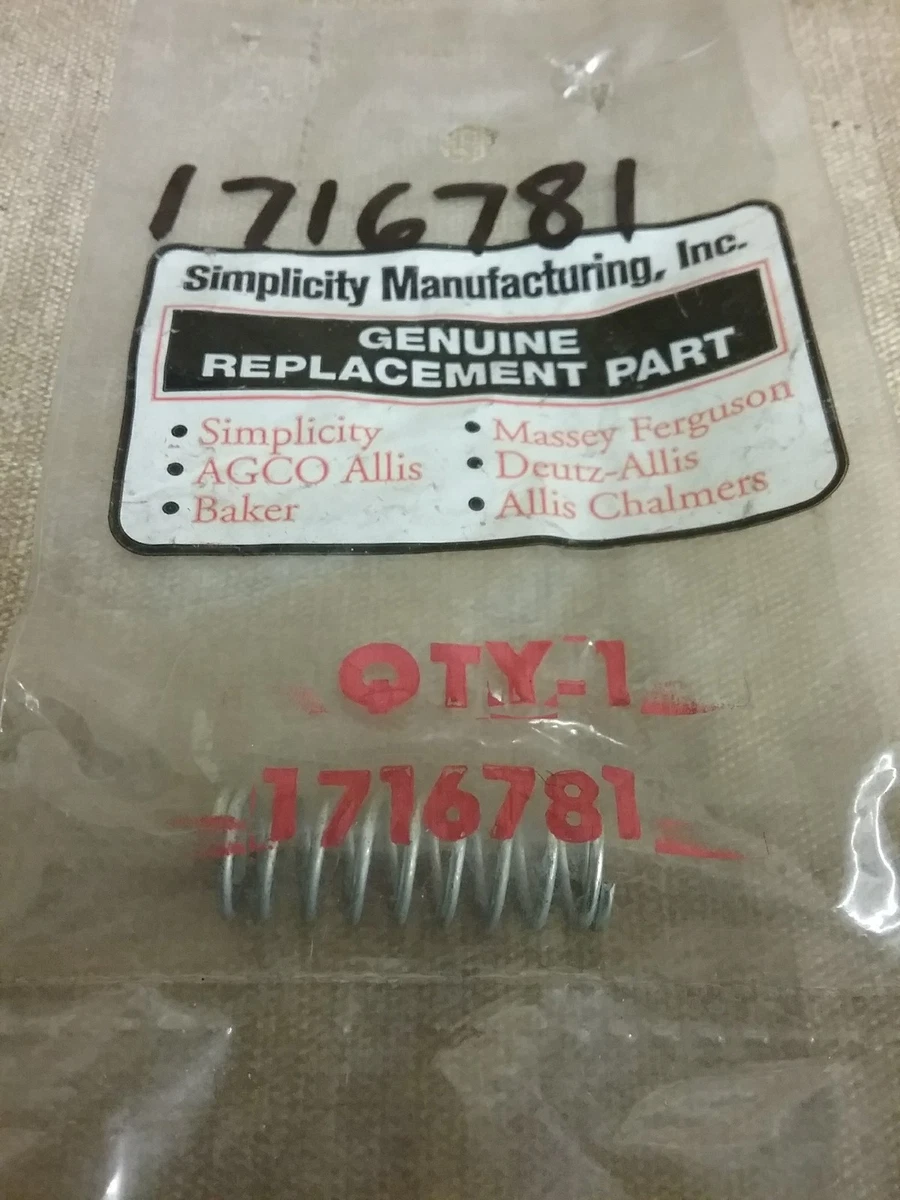 1716781
Simplicity Manufacturing, Inc.
GENUINE
REPLACEMENT PART
• Simplicity
• AGCO Allis
• Baker
• Massey Ferguson
• Deutz-Allis
• Allis Chalmers
QTY-1
1716781